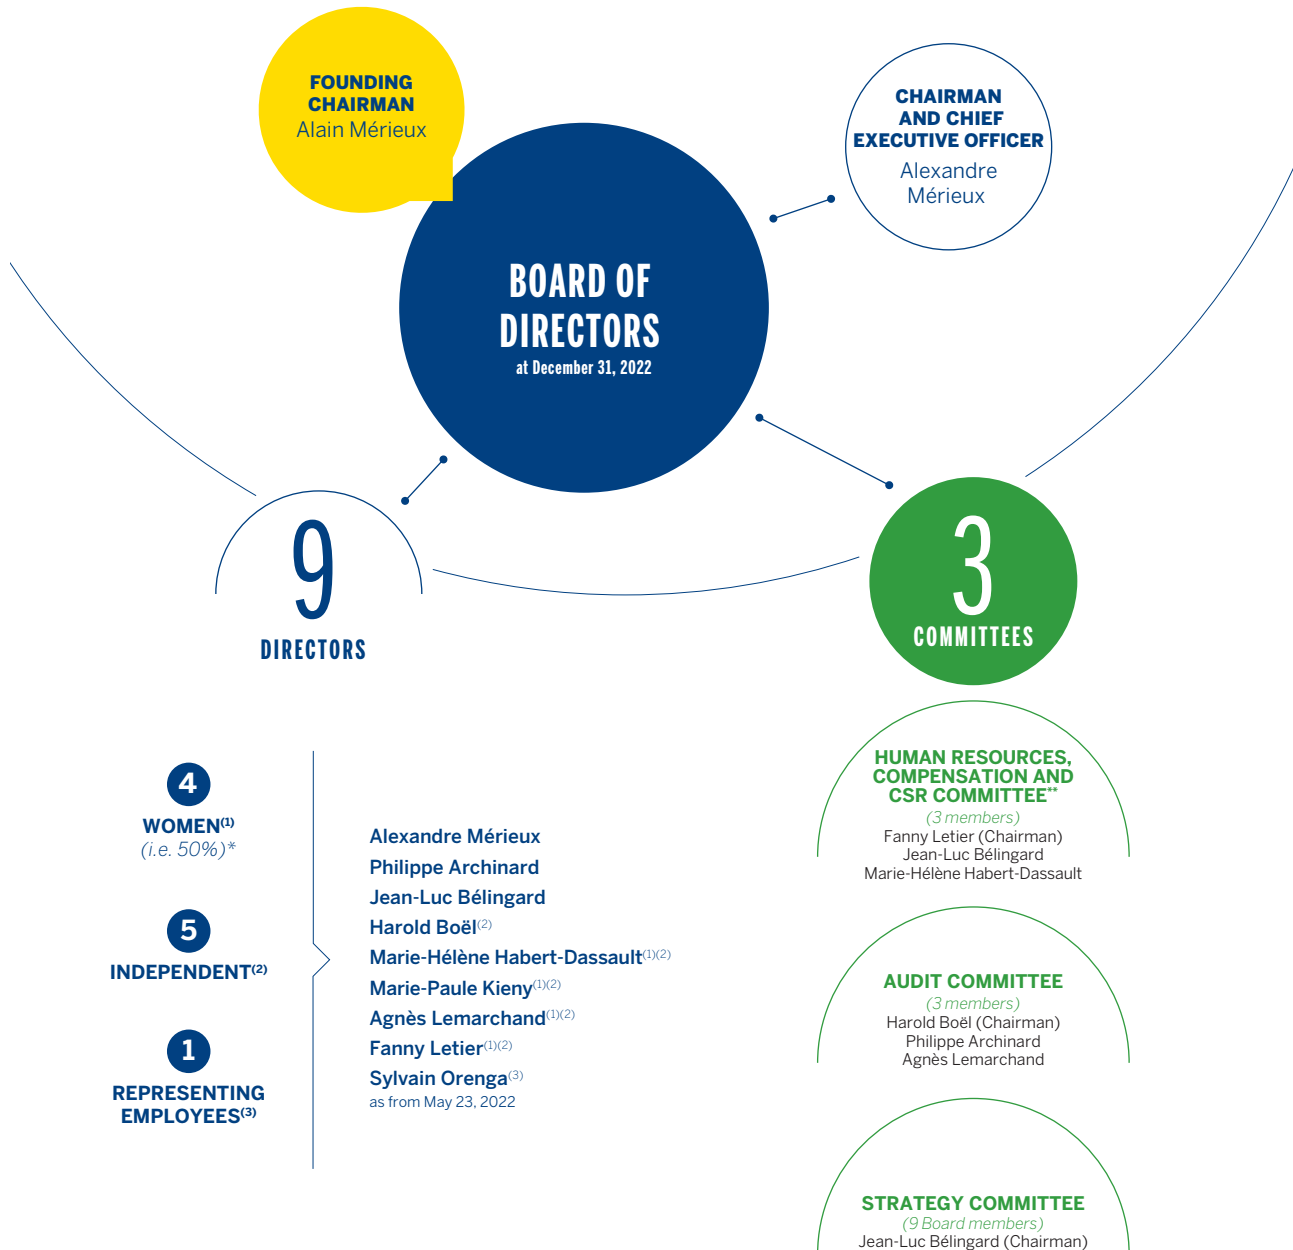 FOUNDING
CHAIRMAN
Alain Mérieux
CHAIRMAN
AND CHIEF
EXECUTIVE OFFICER
Alexandre
Mérieux
BOARD OF
DIRECTORS
at December 31, 2022
9
DIRECTORS
3
COMMITTEES
4
WOMEN(1)
(i.e. 50%)*
5
INDEPENDENT(2)
1
REPRESENTING
EMPLOYEES(3)
Alexandre Mérieux
Philippe Archinard
Jean-Luc Bélingard
Harold Boël(2)
Marie-Hélène Habert-Dassault(1)(2)
Marie-Paule Kieny(1)(2)
Agnès Lemarchand(1)(2)
Fanny Letier(1)(2)
Sylvain Orenga(3)
as from May 23, 2022
HUMAN RESOURCES,
COMPENSATION AND
CSR COMMITTEE**
(3 members)
Fanny Letier (Chairman)
Jean-Luc Bélingard
Marie-Hélène Habert-Dassault
AUDIT COMMITTEE
(3 members)
Harold Boël (Chairman)
Philippe Archinard
Agnès Lemarchand
STRATEGY COMMITTEE
(9 Board members)
Jean-Luc Bélingard (Chairman)